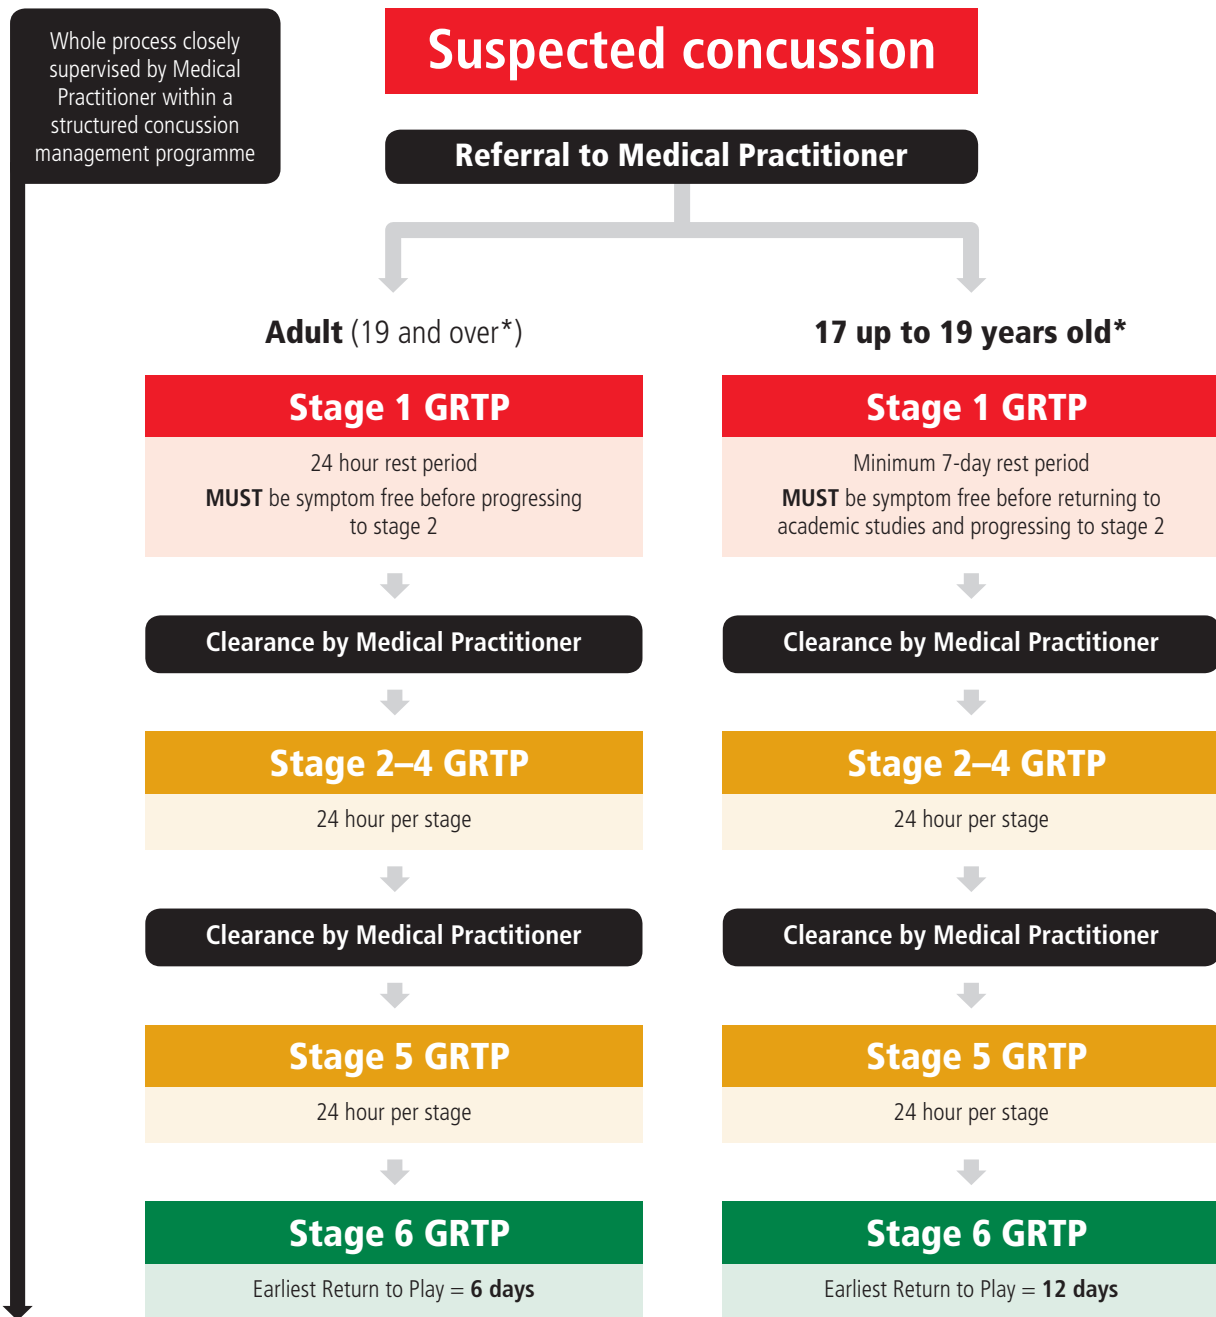 Whole process closely
supervised by Medical
Practitioner within a
structured concussion
management programme
Suspected concussion
Referral to Medical Practitioner
Adult (19 and over*)
Stage 1 GRTP
24 hour rest period
MUST be symptom free before progressing
to stage 2
Clearance by Medical Practitioner
Stage 2–4 GRTP
24 hour per stage
Clearance by Medical Practitioner
Stage 5 GRTP
24 hour per stage
Stage 6 GRTP
Earliest Return to Play = 6 days
17 up to 19 years old*
Stage 1 GRTP
Minimum 7-day rest period
MUST be symptom free before returning to
academic studies and progressing to stage 2
Clearance by Medical Practitioner
Stage 2–4 GRTP
24 hour per stage
Clearance by Medical Practitioner
Stage 5 GRTP
24 hour per stage
Stage 6 GRTP
Earliest Return to Play = 12 days